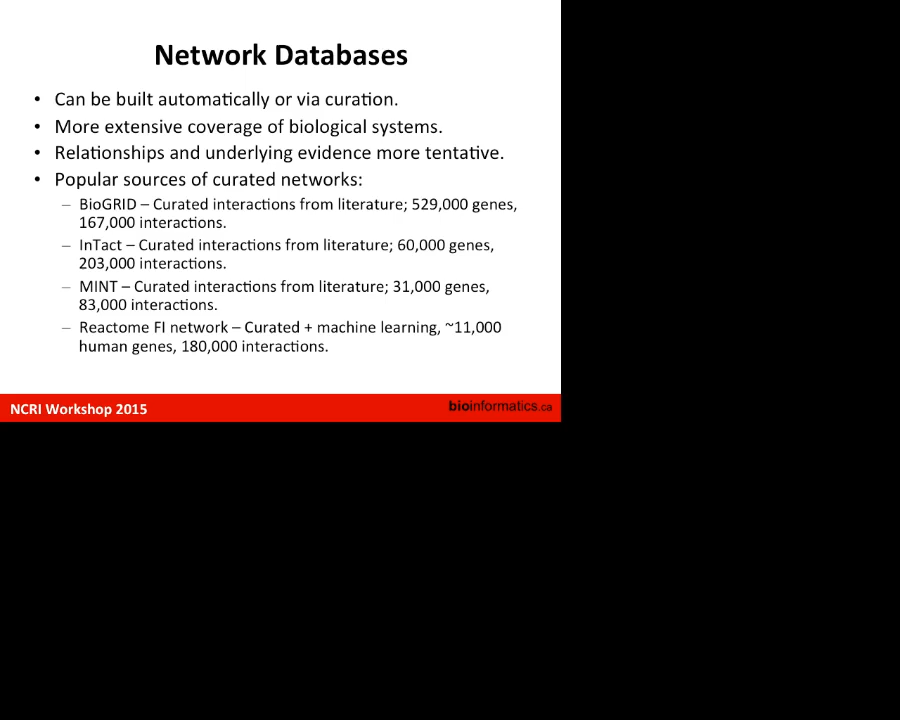 Network Databases
• Can be built automatically or via curation.
• More extensive coverage of biological systems.
• Relationships and underlying evidence more tentative.
• Popular sources of curated networks:
– BioGRID – Curated interactions from literature; 529,000 genes,
167,000 interactions.
– InTact – Curated interactions from literature; 60,000 genes,
203,000 interactions.
– MINT – Curated interactions from literature; 31,000 genes,
83,000 interactions.
– Reactome FI network – Curated + machine learning, ~11,000
human genes, 180,000 interactions.
NCRI Workshop 2015
bioinformatics.ca